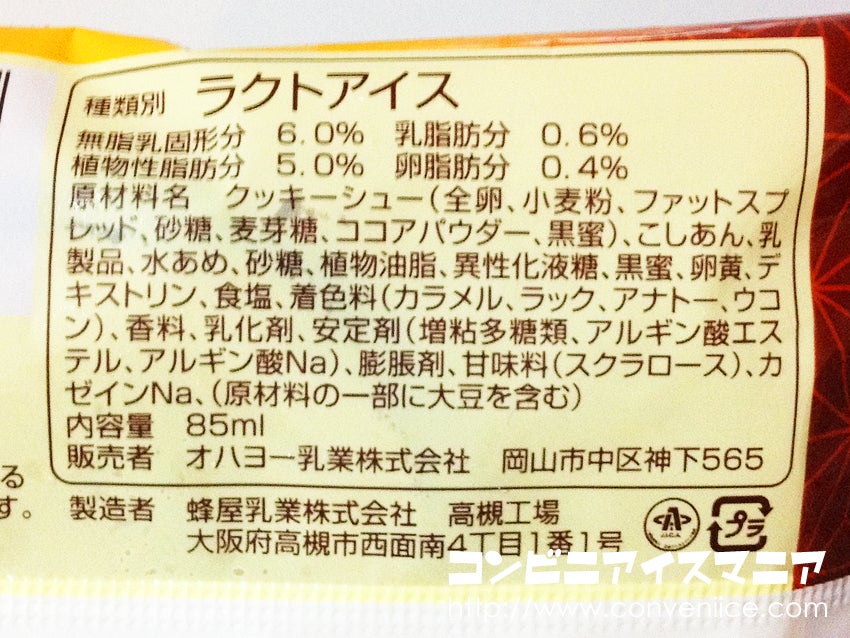 種類別 ラクトアイス
無脂乳固形分 6.0% 乳脂肪分 0.6%
植物性脂肪分 5.0% 卵脂肪分 0.4%
原材料名 クッキーシュー(全卵、小麦粉、ファットスプ
レッド、砂糖、麦芽糖、ココアパウダー、黒蜜)、こしあん、乳
製品、水あめ、砂糖、植物油脂、異性化液糖、黒蜜、卵黄、デ
キストリン、食塩、着色料(カラメル、ラック、アナトー、ウコ
ン)、香料、乳化剤、安定剤(増粘多糖類、アルギン酸エス
テル、アルギン酸Na)、膨脹剤、甘味料(スクラロース)、カ
ゼインNa、(原材料の一部に大豆を含む)
内容量 85ml
販売者 オハヨー乳業株式会社 岡山市中区神下565
る
す。
製造者 蜂屋乳業株式会社 高槻工場
大阪府高槻市西面南4丁目1番1号
プラ
コンビニアイスマニア
http://www.conveniice.com